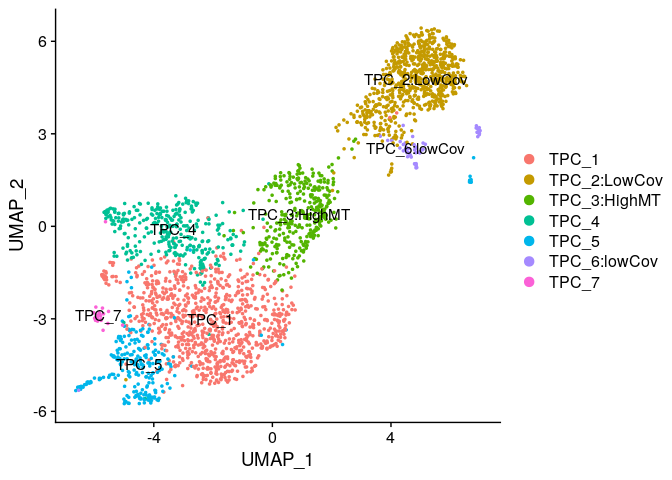 6
3
0
-3
-6
UMAP_2
TPC_2:LowCov
TPC_6:lowCov
TPC_3:HIghMT
TPC_4
TPC_7
TPC_1
TPC_5
-4
0
4
UMAP_1
TPC_1
TPC_2:LowCov
TPC_3:HIghMT
TPC_4
TPC_5
TPC_6:lowCov
TPC_7